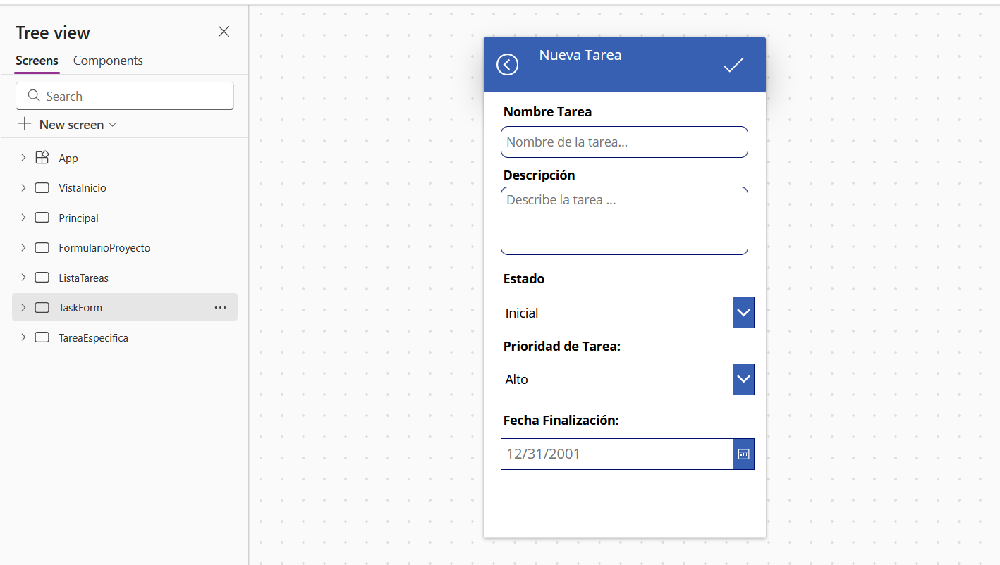 Tree view
Screens Components
Search
New screen
App
VistaInicio
Principal
FormularioProyecto
ListaTareas
TaskForm
TareaEspecifica
Nueva Tarea
Nombre Tarea
Nombre de la tarea...
Descripción
Describe la tarea ...
Estado
Inicial
Prioridad de Tarea:
Alto
Fecha Finalización:
12/31/2001